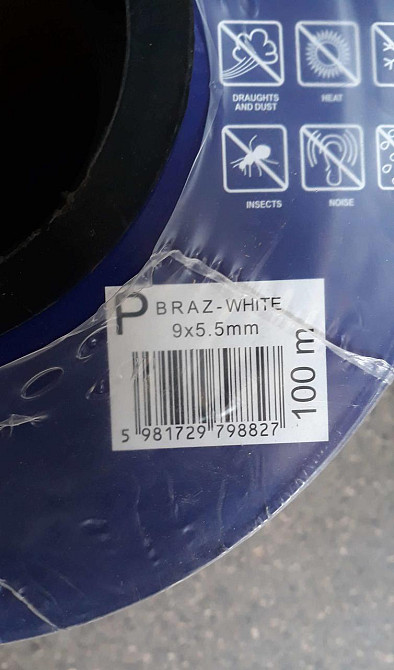 DRAUGHTS
AND DUST
HEAT
INSECTS
NOISE
P BRAZ-WHITE
9x5.5mm
100 m
5 981729 798827